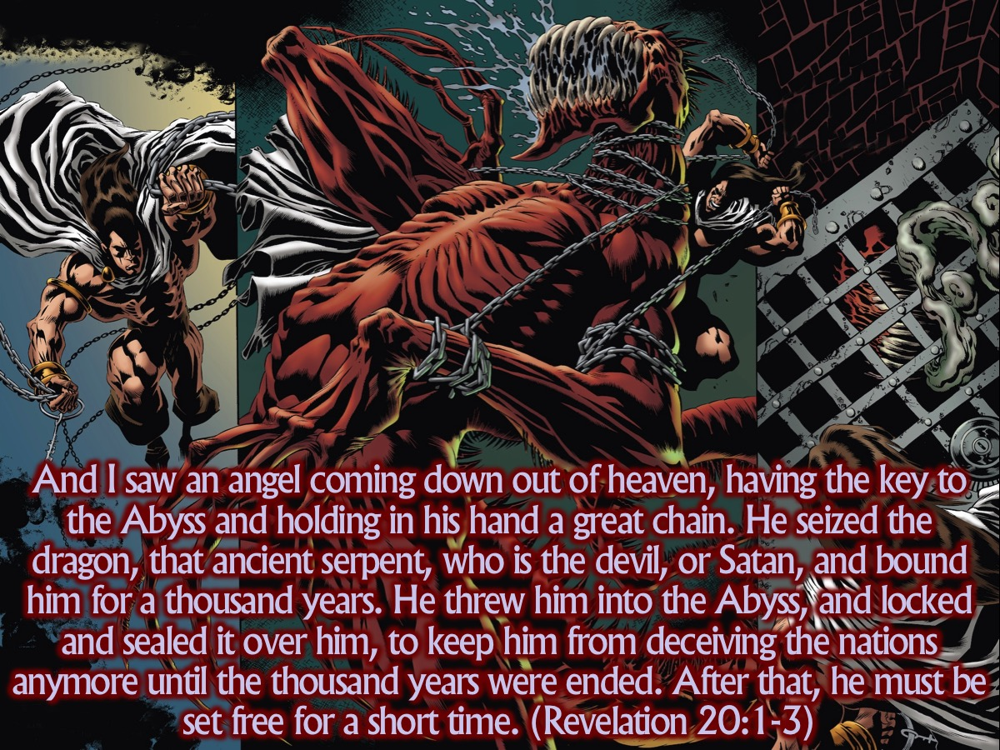 And I saw an angel coming down out of heaven, having the key to
the Abyss and holding in his hand a great chain. He seized the
dragon, that ancient serpent, who is the devil, or Satan, and bound
him for a thousand years. He threw him into the Abyss, and locked
and sealed it over him, to keep him from deceiving the nations
anymore until the thousand years were ended. After that, he must be
set free for a short time. (Revelation 20:1-3)